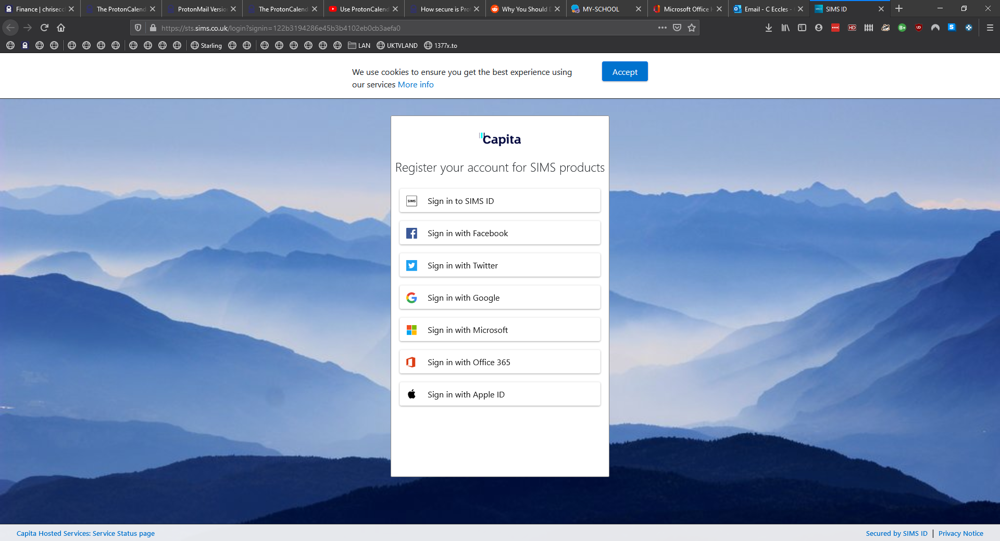 Finance | chrisecc
The ProtonCalend
ProtonMail Versio
The ProtonCalend
Use ProtonCalend
How secure is Pro
Why You Should D
MY-SCHOOL
Microsoft Office H
Email - C Eccles -
SIMS ID
https://sts.sims.co.uk/login?signin=122b3194286e45b3b4102eb0cb3aefa0
Starling
LAN
UKTVLAND
1377x.to
We use cookies to ensure you get the best experience using
our services More info
Accept
Capita
Register your account for SIMS products
SIMS
Sign in to SIMS ID
Sign in with Facebook
Sign in with Twitter
Sign in with Google
Sign in with Microsoft
Sign in with Office 365
Sign in with Apple ID
Capita Hosted Services: Service Status page
Secured by SIMS ID | Privacy Notice